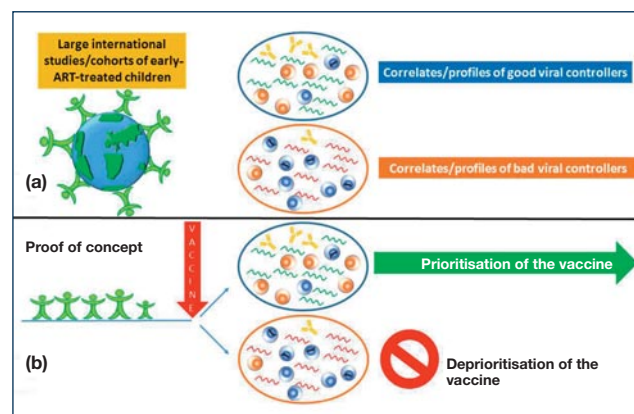 Large international
studies/cohorts of early-
ART-treated children
Correlates/profiles of good viral controllers
Correlates/profiles of bad viral controllers
(a)
Proof of concept
VACCINE
Prioritisation of the vaccine
Deprioritisation of the
vaccine
(b)